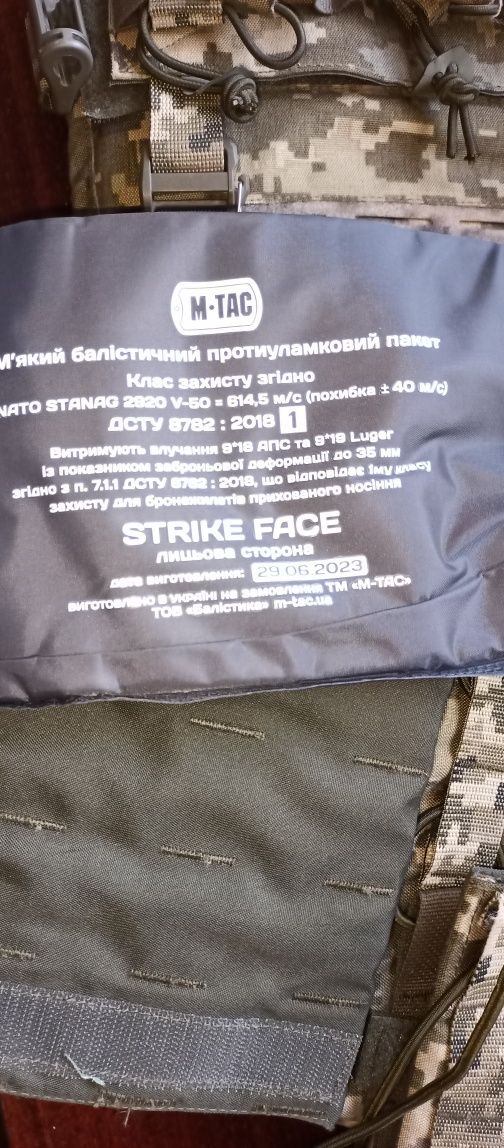 M·TAC
М'який балістичний протиуламковий пакет
Клас захисту згідно
NATO STANAG 2920 V-50 = 614,5 м/с (похибка ± 40 м/с)
ДСТУ 8782 : 2018 1
Витримують влучання 9*18 АПС та 9*19 Luger
із показником заброньової деформації до 35 мм
згідно з п. 7.1.1 ДСТУ 8782 : 2018, що відповідає 1му класу
захисту для бронежилетів прихованого носіння
STRIKE FACE
лицьова сторона
дата виготовлення: 29.06.2023
виготовлено в Україні на замовлення ТМ «М-ТАС»
ТОВ «Балістика» m-tac.ua